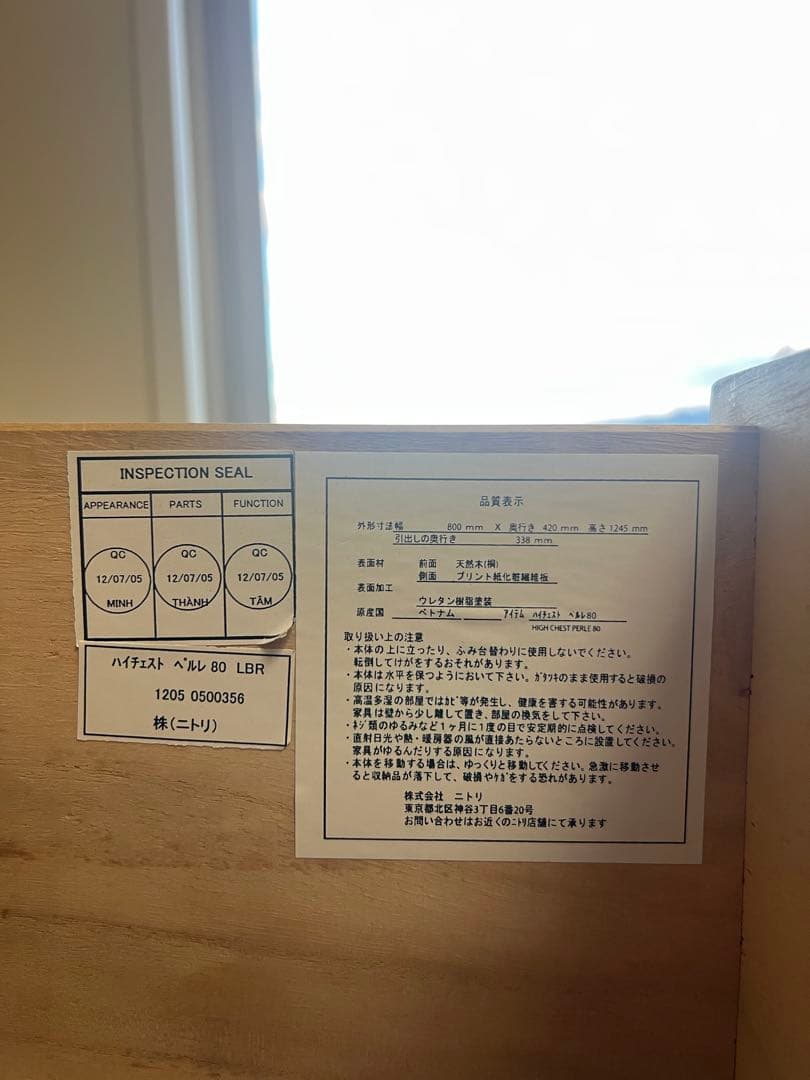 INSPECTION SEAL
APPEARANCE PARTS FUNCTION
QC QC QC
12/07/05 12/07/05 12/07/05
MINH THÀNH TÂM
ﾊｲﾁｪｽﾄ ﾍﾟﾙﾚ 80 LBR
1205 0500356
株(ニトリ)
品質表示
外形寸法幅 800 mm X 奥行き 420 mm 高さ 1245 mm
引出しの奥行き 338 mm
表面材 前面 天然木(桐)
側面 プリント紙化粧繊維板
表面加工
ウレタン樹脂塗装
原産国 ベトナム ｱｲﾃﾑ ﾊｲﾁｪｽﾄ ﾍﾟﾙﾚ80
HIGH CHEST PERLE 80
取り扱い上の注意
・本体の上に立ったり、ふみ台替わりに使用しないでください。
転倒してけがをするおそれがあります。
・本体は水平を保つようにおいて下さい。ｶﾞﾀﾂｷのまま使用すると破損の
原因になります。
・高温多湿の部屋ではｶﾋﾞ等が発生し、健康を害する可能性があります。
家具は壁から少し離して置き、部屋の換気をして下さい。
・ﾈｼﾞ類のゆるみなど1ヶ月に1度の目で安定期的に点検してください。
・直射日光や熱・暖房器の風が直接あたらないところに設置してください。
家具がゆるんだりする原因になります。
・本体を移動する場合は、ゆっくりと移動してください。急激に移動させ
ると収納品が落下して、破損やｹｶﾞをする恐れがあります。
株式会社 ニトリ
東京都北区神谷3丁目6番20号
お問い合わせはお近くのﾆﾄﾘ店舗にて承ります